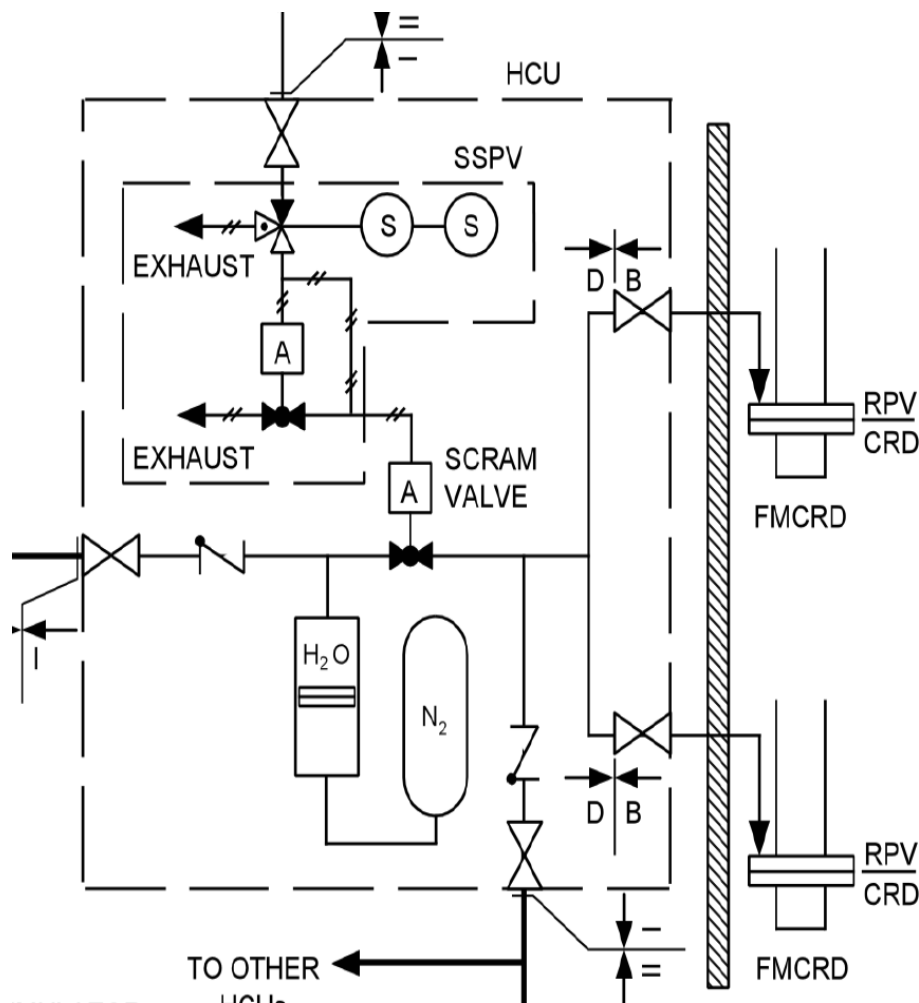 =
I
HCU
SSPV
S S
EXHAUST
D B
A
RPV
CRD
EXHAUST
SCRAM
VALVE
A
FMCRD
I
H₂O
N₂
D B
RPV
CRD
I
=
TO OTHER
FMCRD
HCUs